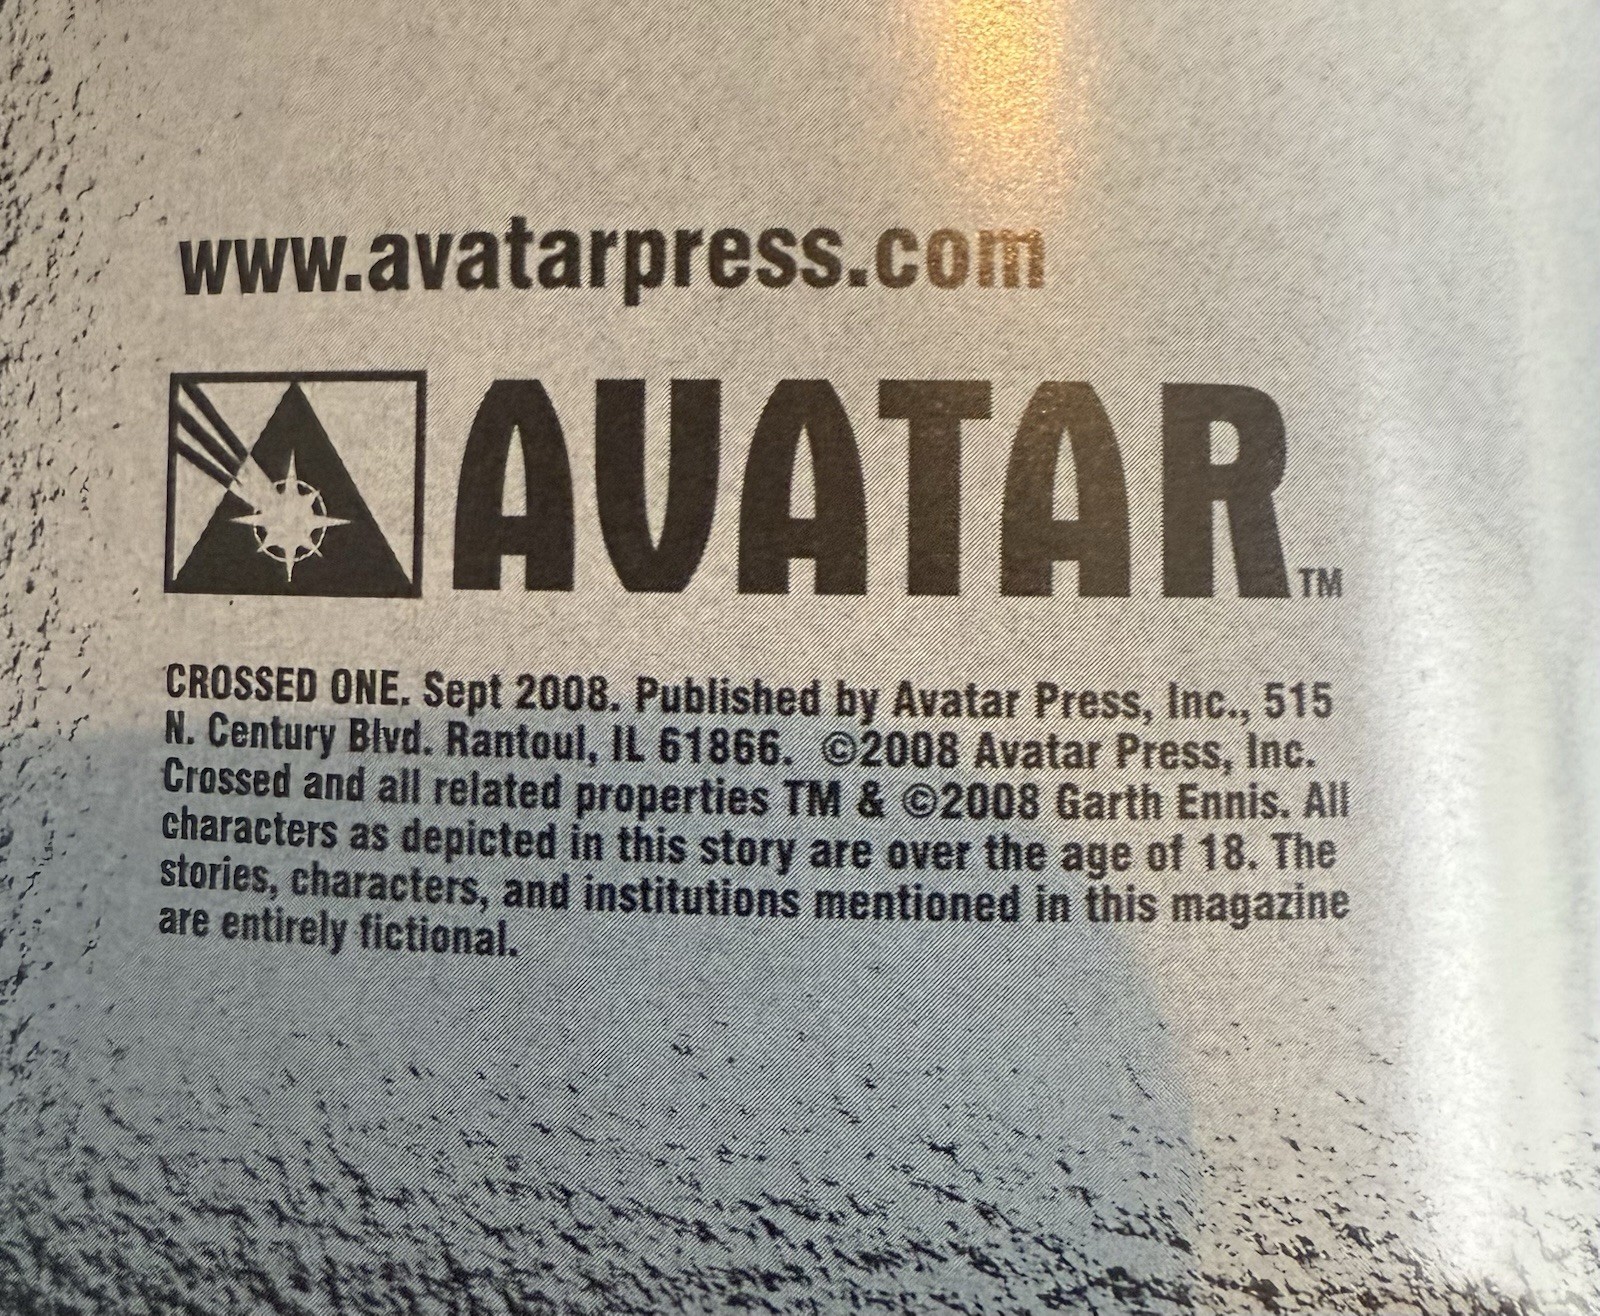 www.avatarpress.com
AVATAR™
CROSSED ONE. Sept 2008. Published by Avatar Press, Inc., 515
N. Century Blvd. Rantoul, IL 61866. ©2008 Avatar Press, Inc.
Crossed and all related properties TM & ©2008 Garth Ennis. All
characters as depicted in this story are over the age of 18. The
stories, characters, and institutions mentioned in this magazine
are entirely fictional.